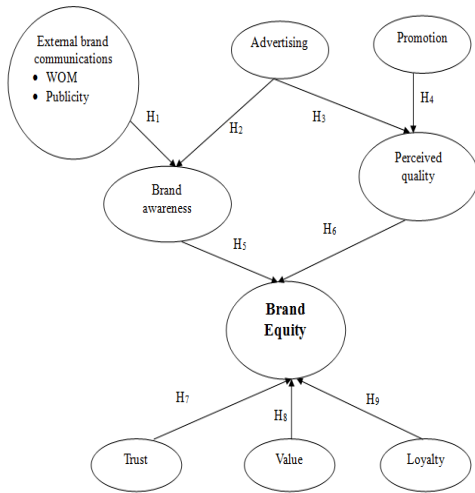 External brand
communications
• WOM
• Publicity
Advertising
Promotion
H1
H2
H3
H4
Brand
awareness
Perceived
quality
H5
H6
Brand
Equity
H7
H8
H9
Trust
Value
Loyalty